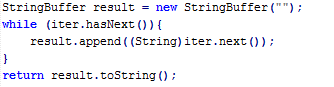 StringBuffer result = new StringBuffer("");
while (iter.hasNext()){
    result.append((String)iter.next());
}
return result.toString();